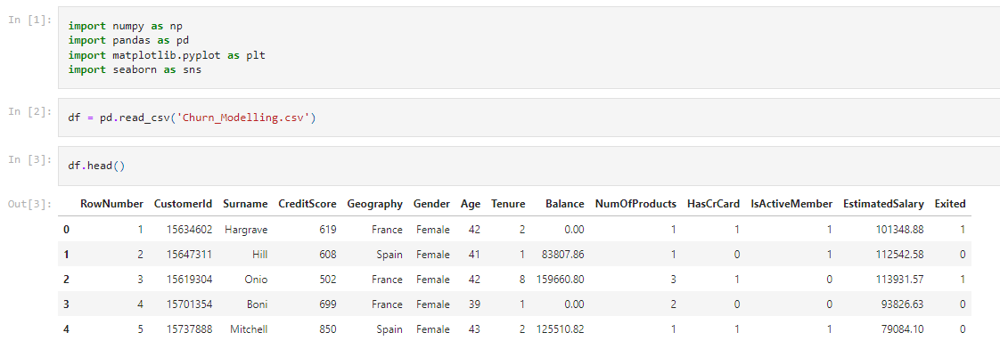 In [1]:
import numpy as np
import pandas as pd
import matplotlib.pyplot as plt
import seaborn as sns
In [2]:
df = pd.read_csv('Churn_Modelling.csv')
In [3]:
df.head()
Out[3]:
RowNumber CustomerId Surname CreditScore Geography Gender Age Tenure Balance NumOfProducts HasCrCard IsActiveMember EstimatedSalary Exited
0 1 15634602 Hargrave 619 France Female 42 2 0.00 1 1 1 101348.88 1
1 2 15647311 Hill 608 Spain Female 41 1 83807.86 1 0 1 112542.58 0
2 3 15619304 Onio 502 France Female 42 8 159660.80 3 1 0 113931.57 1
3 4 15701354 Boni 699 France Female 39 1 0.00 2 0 0 93826.63 0
4 5 15737888 Mitchell 850 Spain Female 43 2 125510.82 1 1 1 79084.10 0